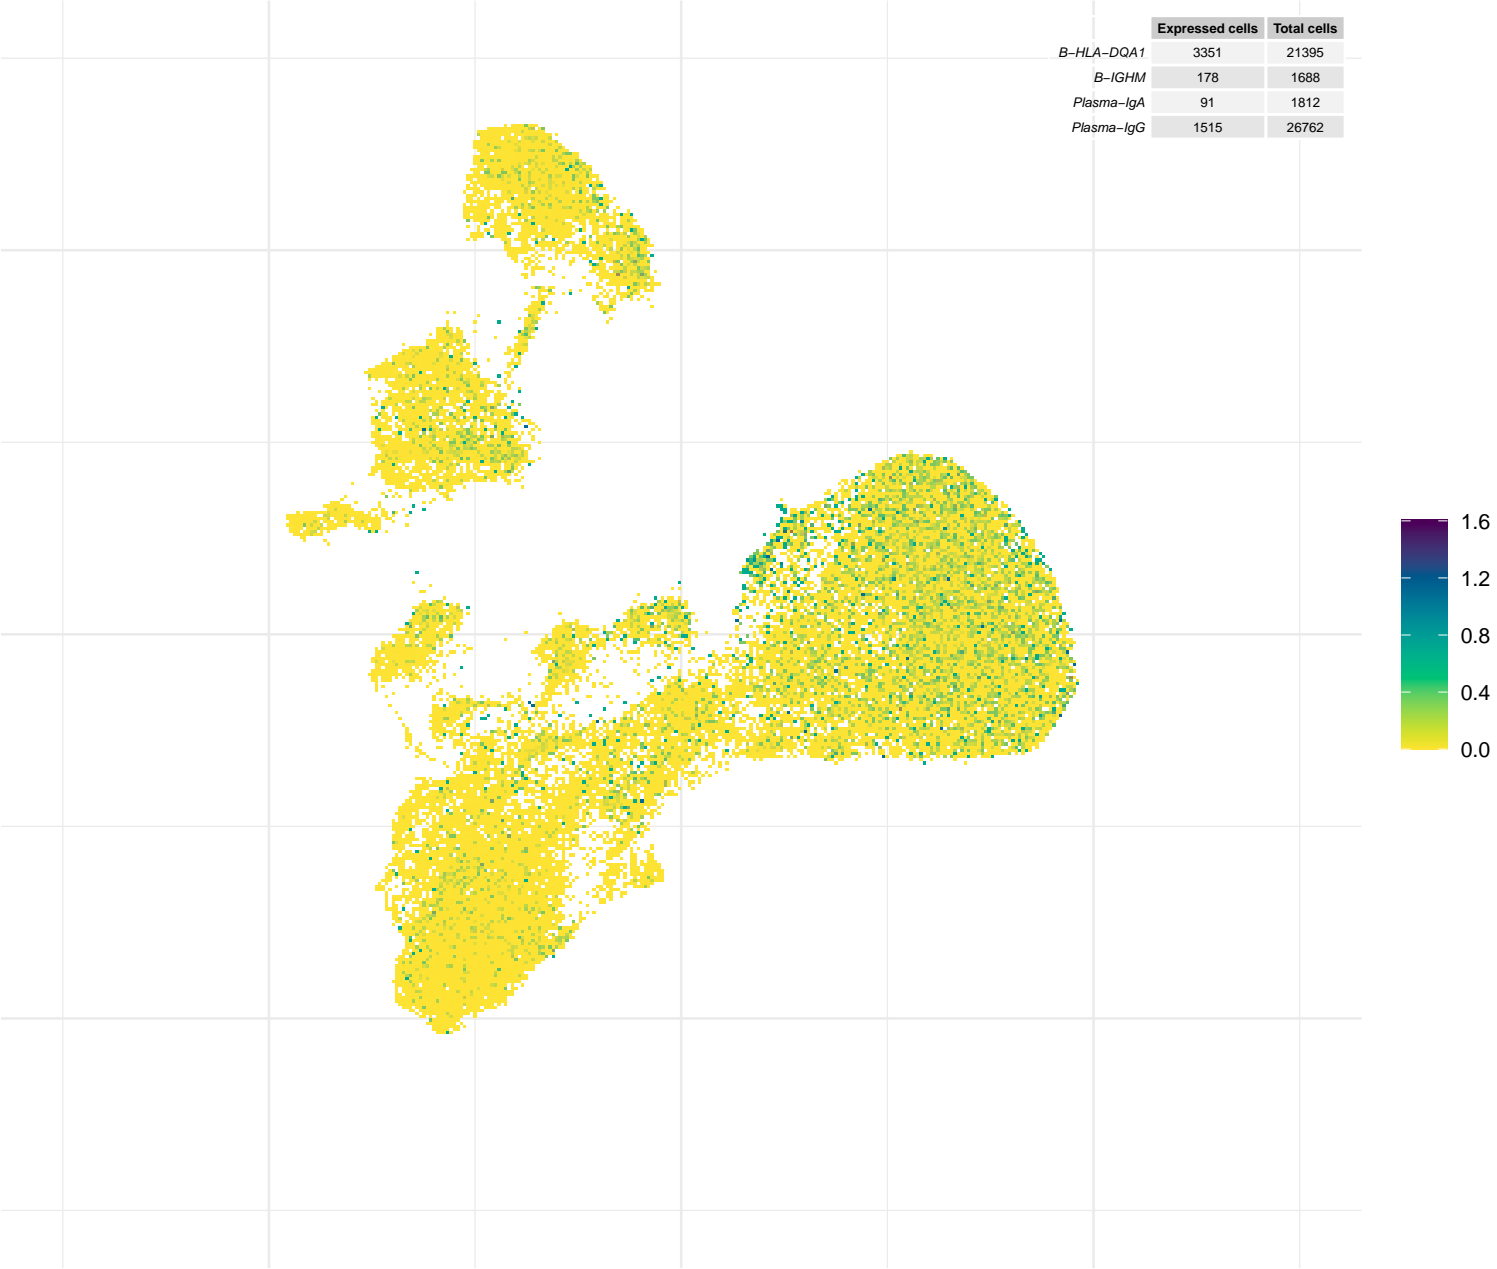 Expressed cells Total cells
B−HLA−DQA1 3351 21395
B−IGHM 178 1688
Plasma−IgA 91 1812
Plasma−IgG 1515 26762
1.6
1.2
0.8
0.4
0.0